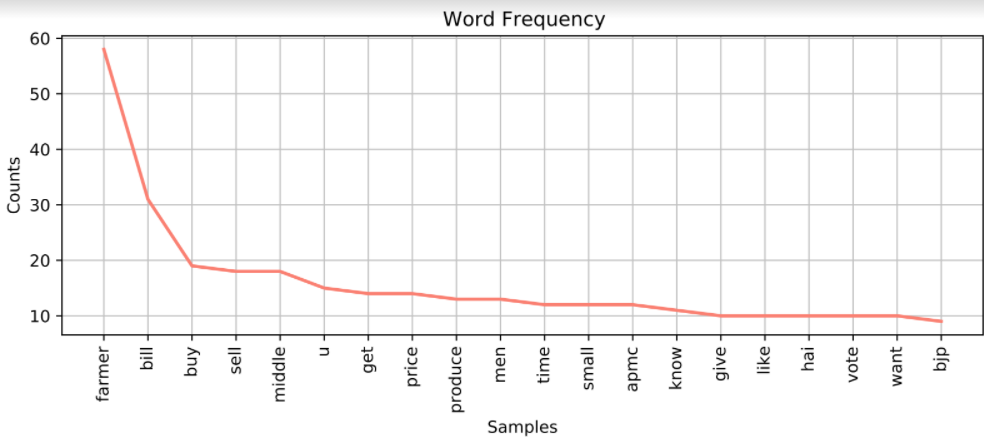 Word Frequency
60
50
40
30
20
10
Counts
farmer
bill
buy
sell
middle
u
get
price
produce
men
time
small
apmc
know
give
like
hai
vote
want
bjp
Samples